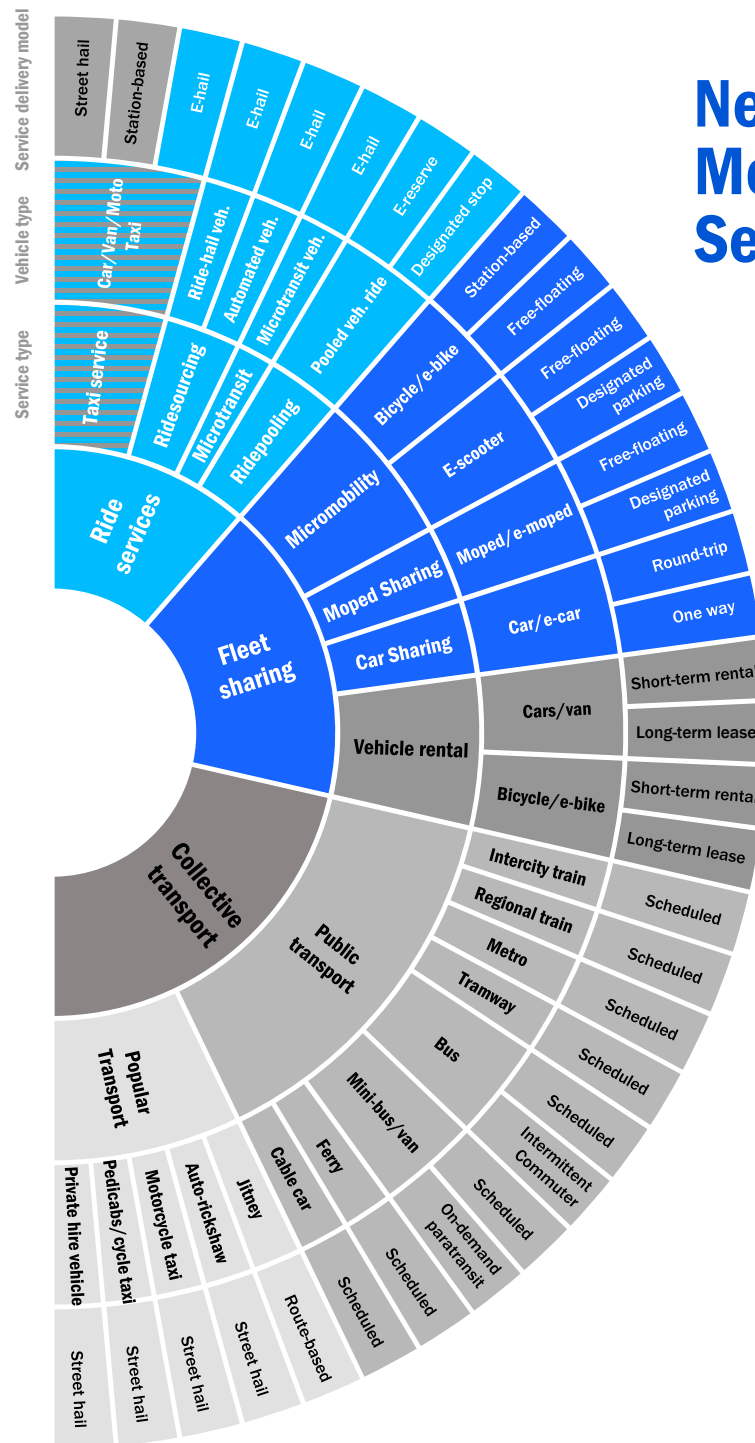 Service delivery model
Vehicle type
Service type
Ne
Mo
Se
Street hail
Station-based
E-hail
E-hail
E-hail
E-hail
E-reserve
Designated stop
Station-based
Free-floating
Free-floating
Designated
parking
Free-floating
Designated
parking
Round-trip
One way
Short-term rental
Long-term lease
Short-term renta
Long-term lease
Scheduled
Scheduled
Scheduled
Scheduled
Scheduled
Intermittent
Commuter
Scheduled
On-demand
paratransit
Scheduled
Scheduled
Route-based
Street hail
Street hail
Street hail
Street hail
Car/Van/Moto
Taxi
Ride-hail veh.
Automated veh.
Microtransit veh.
Pooled veh. ride
Bicycle/e-bike
E-scooter
Moped/e-moped
Car/e-car
Cars/van
Bicycle/e-bike
Intercity train
Regional train
Metro
Tramway
Bus
Mini-bus/van
Ferry
Cable car
Jitney
Auto-rickshaw
Motorcycle taxi
Pedicabs/cycle taxi
Private hire vehicle
Taxi service
Ridesourcing
Microtransit
Ridepooling
Micromobility
Moped Sharing
Car Sharing
Vehicle rental
Public
transport
Popular
Transport
Ride
services
Fleet
sharing
Collective
transport